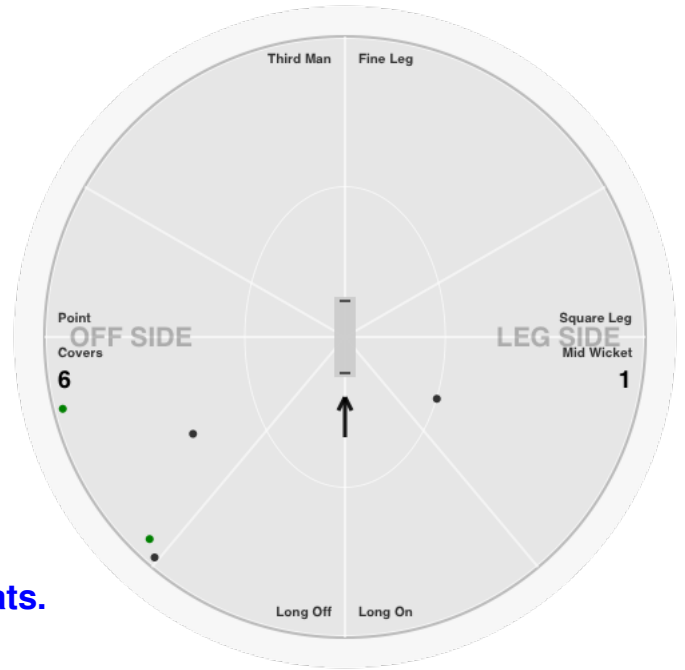 Third Man
Fine Leg
Point
Square Leg
OFF SIDE
LEG SIDE
Covers
Mid Wicket
6
1
Long Off
Long On